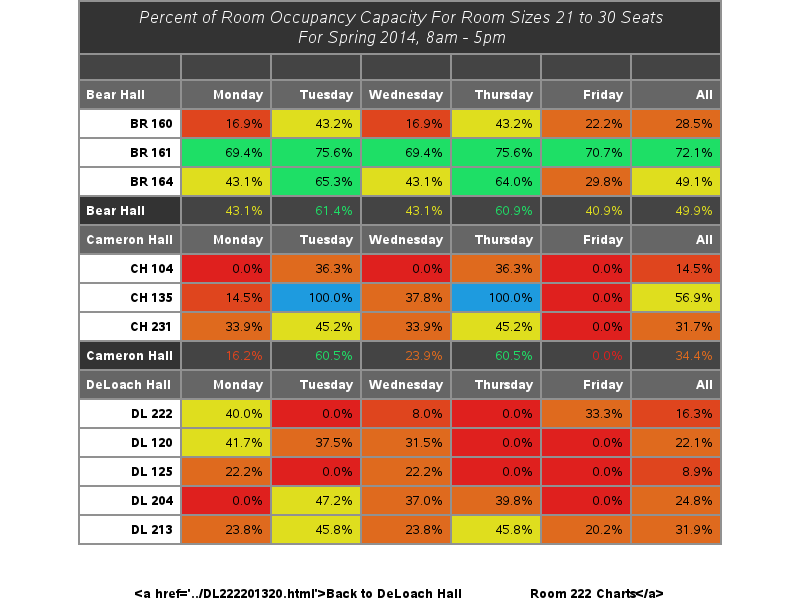 Percent of Room Occupancy Capacity For Room Sizes 21 to 30 Seats
For Spring 2014, 8am - 5pm
Bear Hall Monday Tuesday Wednesday Thursday Friday All
BR 160 16.9% 43.2% 16.9% 43.2% 22.2% 28.5%
BR 161 69.4% 75.6% 69.4% 75.6% 70.7% 72.1%
BR 164 43.1% 65.3% 43.1% 64.0% 29.8% 49.1%
Bear Hall 43.1% 61.4% 43.1% 60.9% 40.9% 49.9%
Cameron Hall Monday Tuesday Wednesday Thursday Friday All
CH 104 0.0% 36.3% 0.0% 36.3% 0.0% 14.5%
CH 135 14.5% 100.0% 37.8% 100.0% 0.0% 56.9%
CH 231 33.9% 45.2% 33.9% 45.2% 0.0% 31.7%
Cameron Hall 16.2% 60.5% 23.9% 60.5% 0.0% 34.4%
DeLoach Hall Monday Tuesday Wednesday Thursday Friday All
DL 222 40.0% 0.0% 8.0% 0.0% 33.3% 16.3%
DL 120 41.7% 37.5% 31.5% 0.0% 0.0% 22.1%
DL 125 22.2% 0.0% 22.2% 0.0% 0.0% 8.9%
DL 204 0.0% 47.2% 37.0% 39.8% 0.0% 24.8%
DL 213 23.8% 45.8% 23.8% 45.8% 20.2% 31.9%
<a href='../DL222201320.html'>Back to DeLoach Hall Room 222 Charts</a>